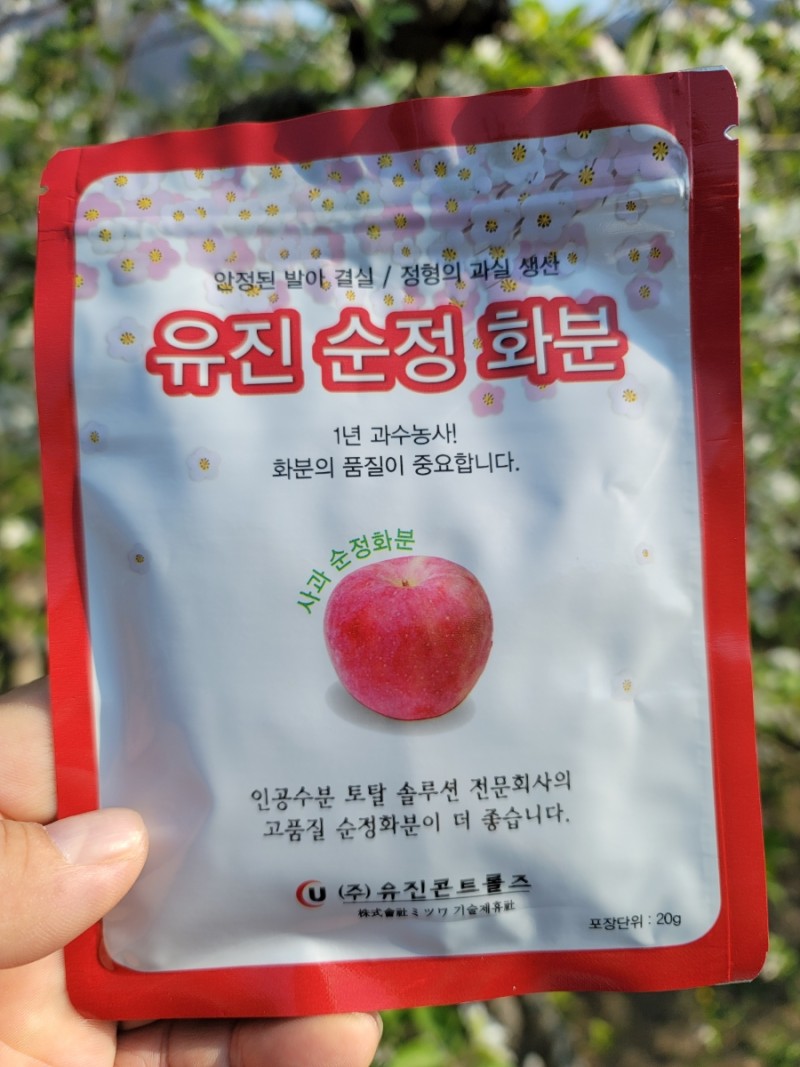 안정된 발아 결실 / 정형의 과실 생산
유진 순정 화분
1년 과수농사!
화분의 품질이 중요합니다.
사과 순정화분
인공수분 토탈 솔루션 전문회사의
고품질 순정화분이 더 좋습니다.
(주) 유진콘트롤즈
株式會社 ミツワ 기술제휴社
포장단위 : 20g